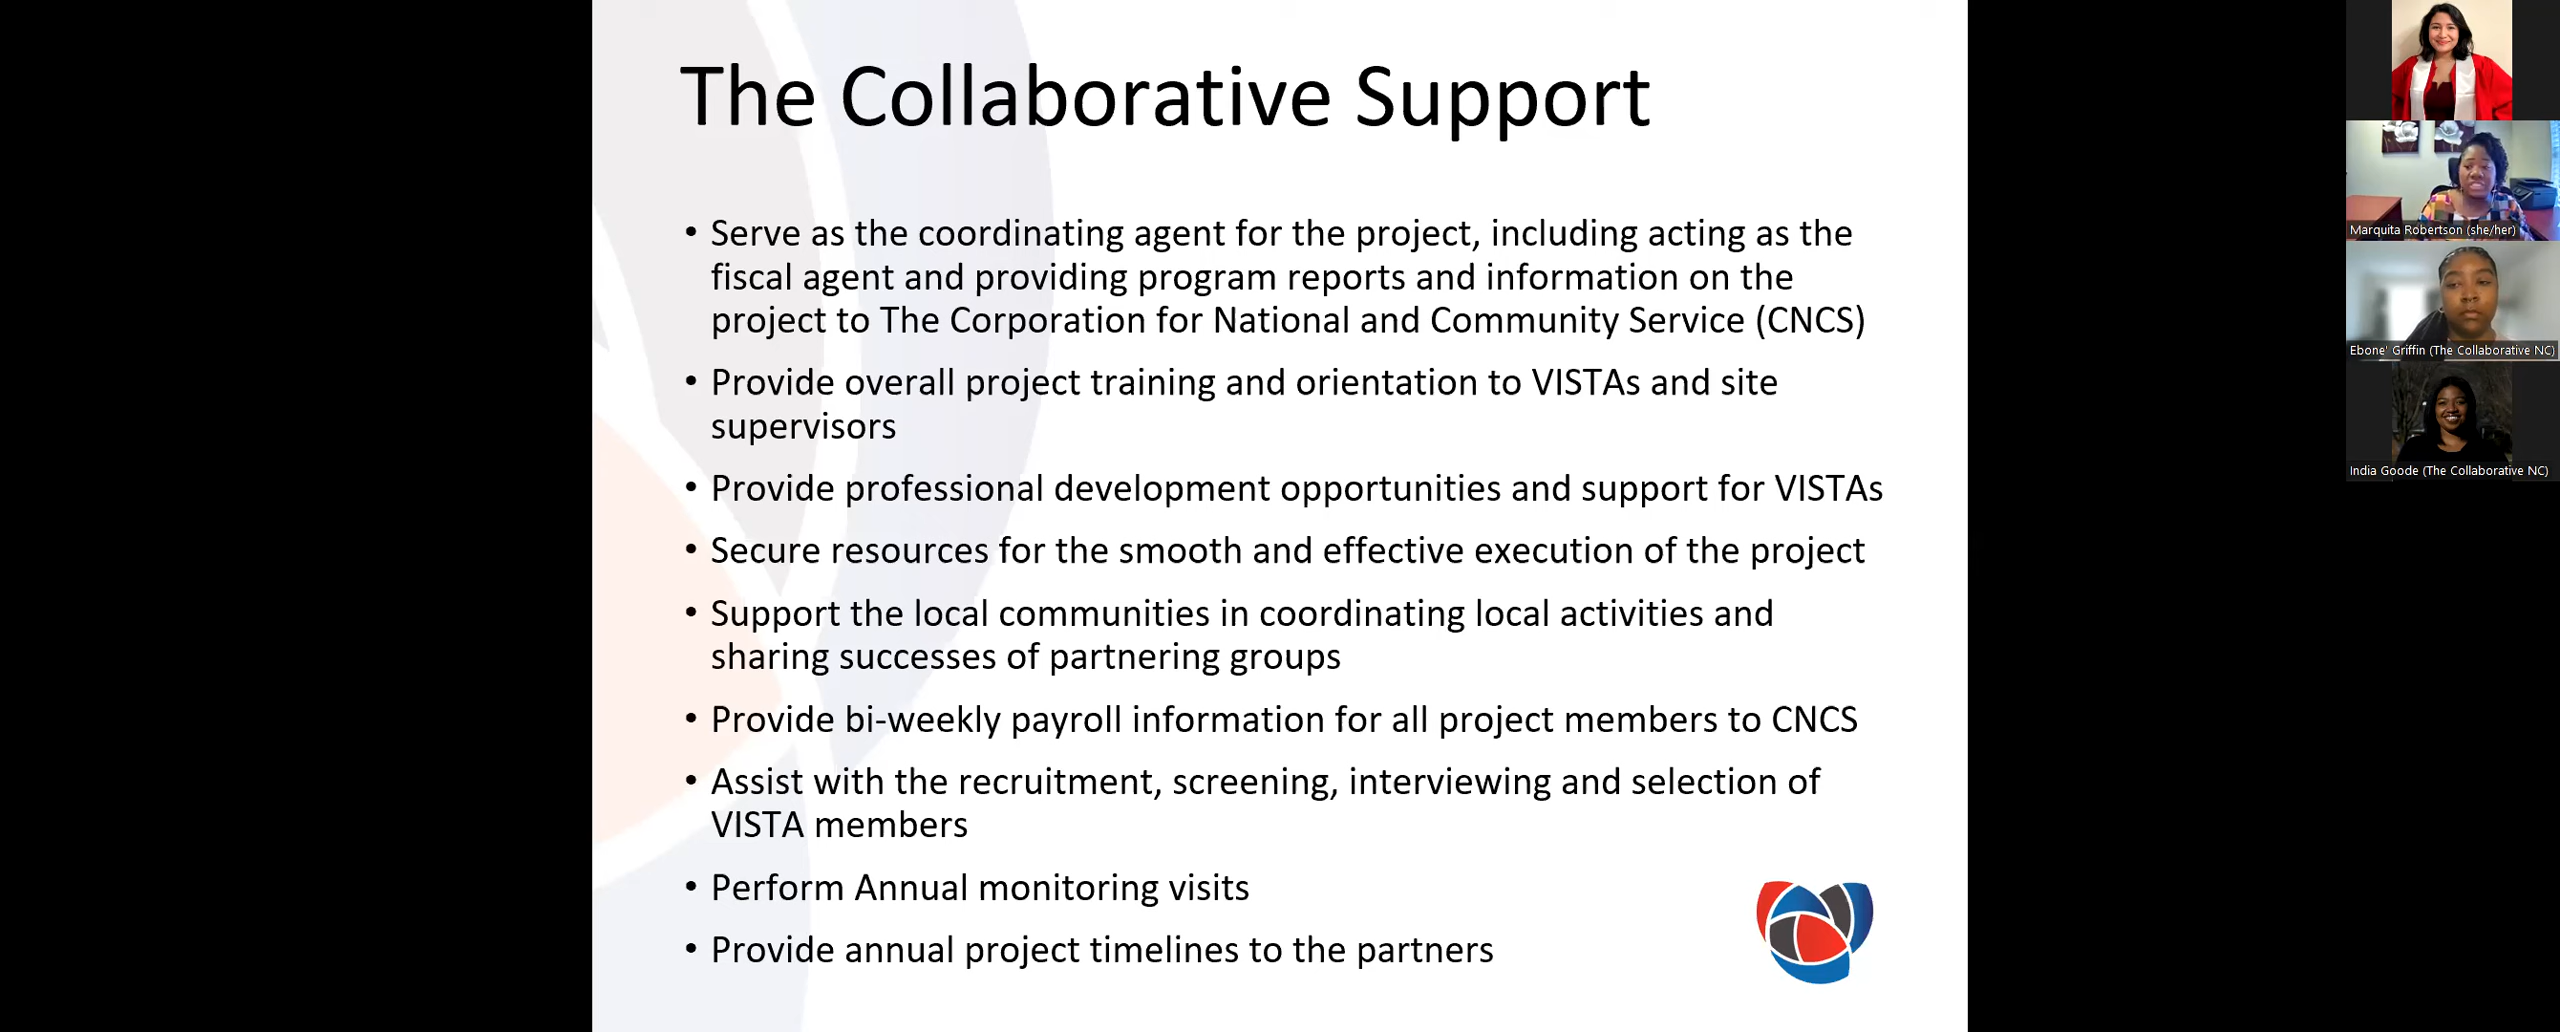 The Collaborative Support
• Serve as the coordinating agent for the project, including acting as the
fiscal agent and providing program reports and information on the
project to The Corporation for National and Community Service (CNCS)
• Provide overall project training and orientation to VISTAs and site
supervisors
• Provide professional development opportunities and support for VISTAs
• Secure resources for the smooth and effective execution of the project
• Support the local communities in coordinating local activities and
sharing successes of partnering groups
• Provide bi-weekly payroll information for all project members to CNCS
• Assist with the recruitment, screening, interviewing and selection of
VISTA members
• Perform Annual monitoring visits
• Provide annual project timelines to the partners
Marquita Robertson (she/her)
Ebone' Griffin (The Collaborative NC)
India Goode (The Collaborative NC)